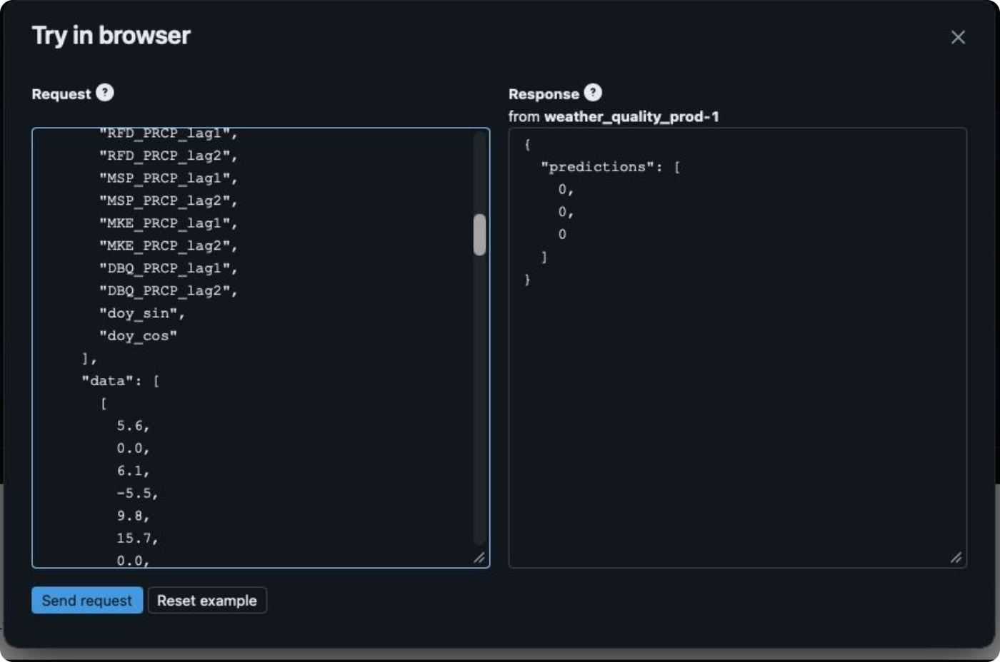 Try in browser
Request ?
"RFD_PRCP_lag1",
"RFD_PRCP_lag2",
"MSP_PRCP_lag1",
"MSP_PRCP_lag2",
"MKE_PRCP_lag1",
"MKE_PRCP_lag2",
"DBQ_PRCP_lag1",
"DBQ_PRCP_lag2",
"doy_sin",
"doy_cos"
],
"data": [
[
5.6,
0.0,
6.1,
-5.5,
9.8,
15.7,
0.0,
Send request
Reset example
Response ?
from weather_quality_prod-1
{
"predictions": [
0,
0,
0
]
}